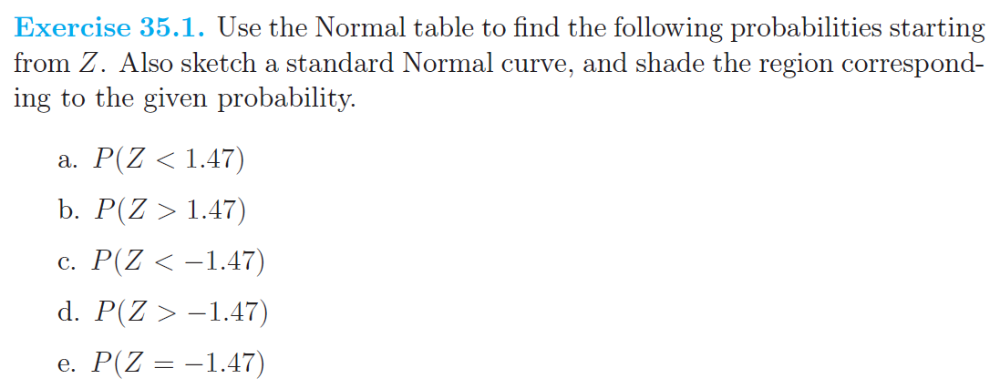 Exercise 35.1. Use the Normal table to find the following probabilities starting
from Z. Also sketch a standard Normal curve, and shade the region correspond-
ing to the given probability.
a. P(Z < 1.47)
b. P(Z > 1.47)
c. P(Z < −1.47)
d. P(Z > −1.47)
e. P(Z = −1.47)